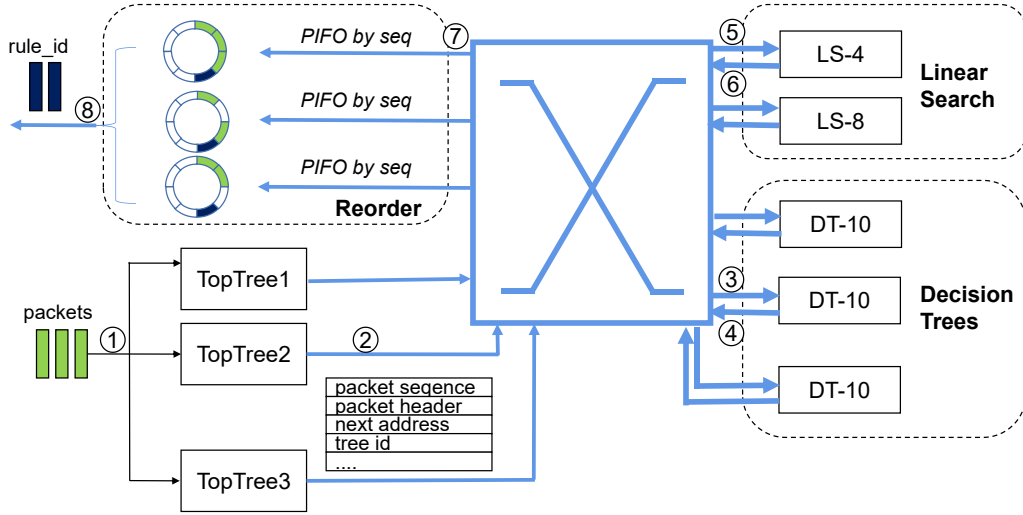 rule_id
⑧
PIFO by seq
⑦
PIFO by seq
PIFO by seq
Reorder
⑤
⑥
LS-4
LS-8
Linear
Search
packets
①
TopTree1
TopTree2
②
TopTree3
packet seqence
packet header
next address
tree id
....
③
④
DT-10
DT-10
DT-10
Decision
Trees